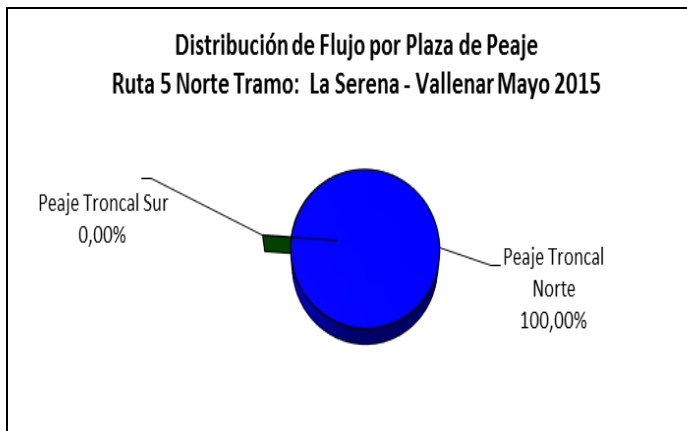 Distribución de Flujo por Plaza de Peaje
Ruta 5 Norte Tramo: La Serena - Vallenar Mayo 2015
Peaje Troncal Sur
0,00%
Peaje Troncal
Norte
100,00%